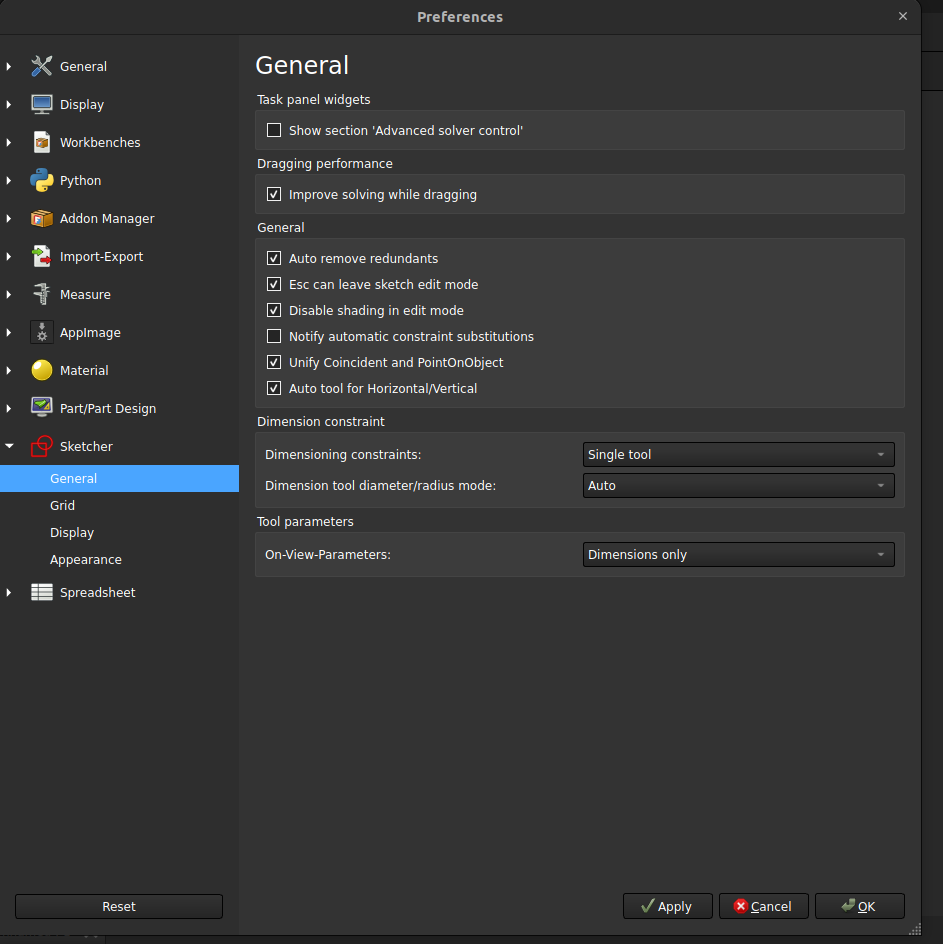 Preferences
General
Display
Workbenches
Python
Addon Manager
Import-Export
Measure
AppImage
Material
Part/Part Design
Sketcher
General
Grid
Display
Appearance
Spreadsheet
Reset
General
Task panel widgets
Show section 'Advanced solver control'
Dragging performance
Improve solving while dragging
General
Auto remove redundants
Esc can leave sketch edit mode
Disable shading in edit mode
Notify automatic constraint substitutions
Unify Coincident and PointOnObject
Auto tool for Horizontal/Vertical
Dimension constraint
Dimensioning constraints: Single tool
Dimension tool diameter/radius mode: Auto
Tool parameters
On-View-Parameters: Dimensions only
Apply Cancel OK